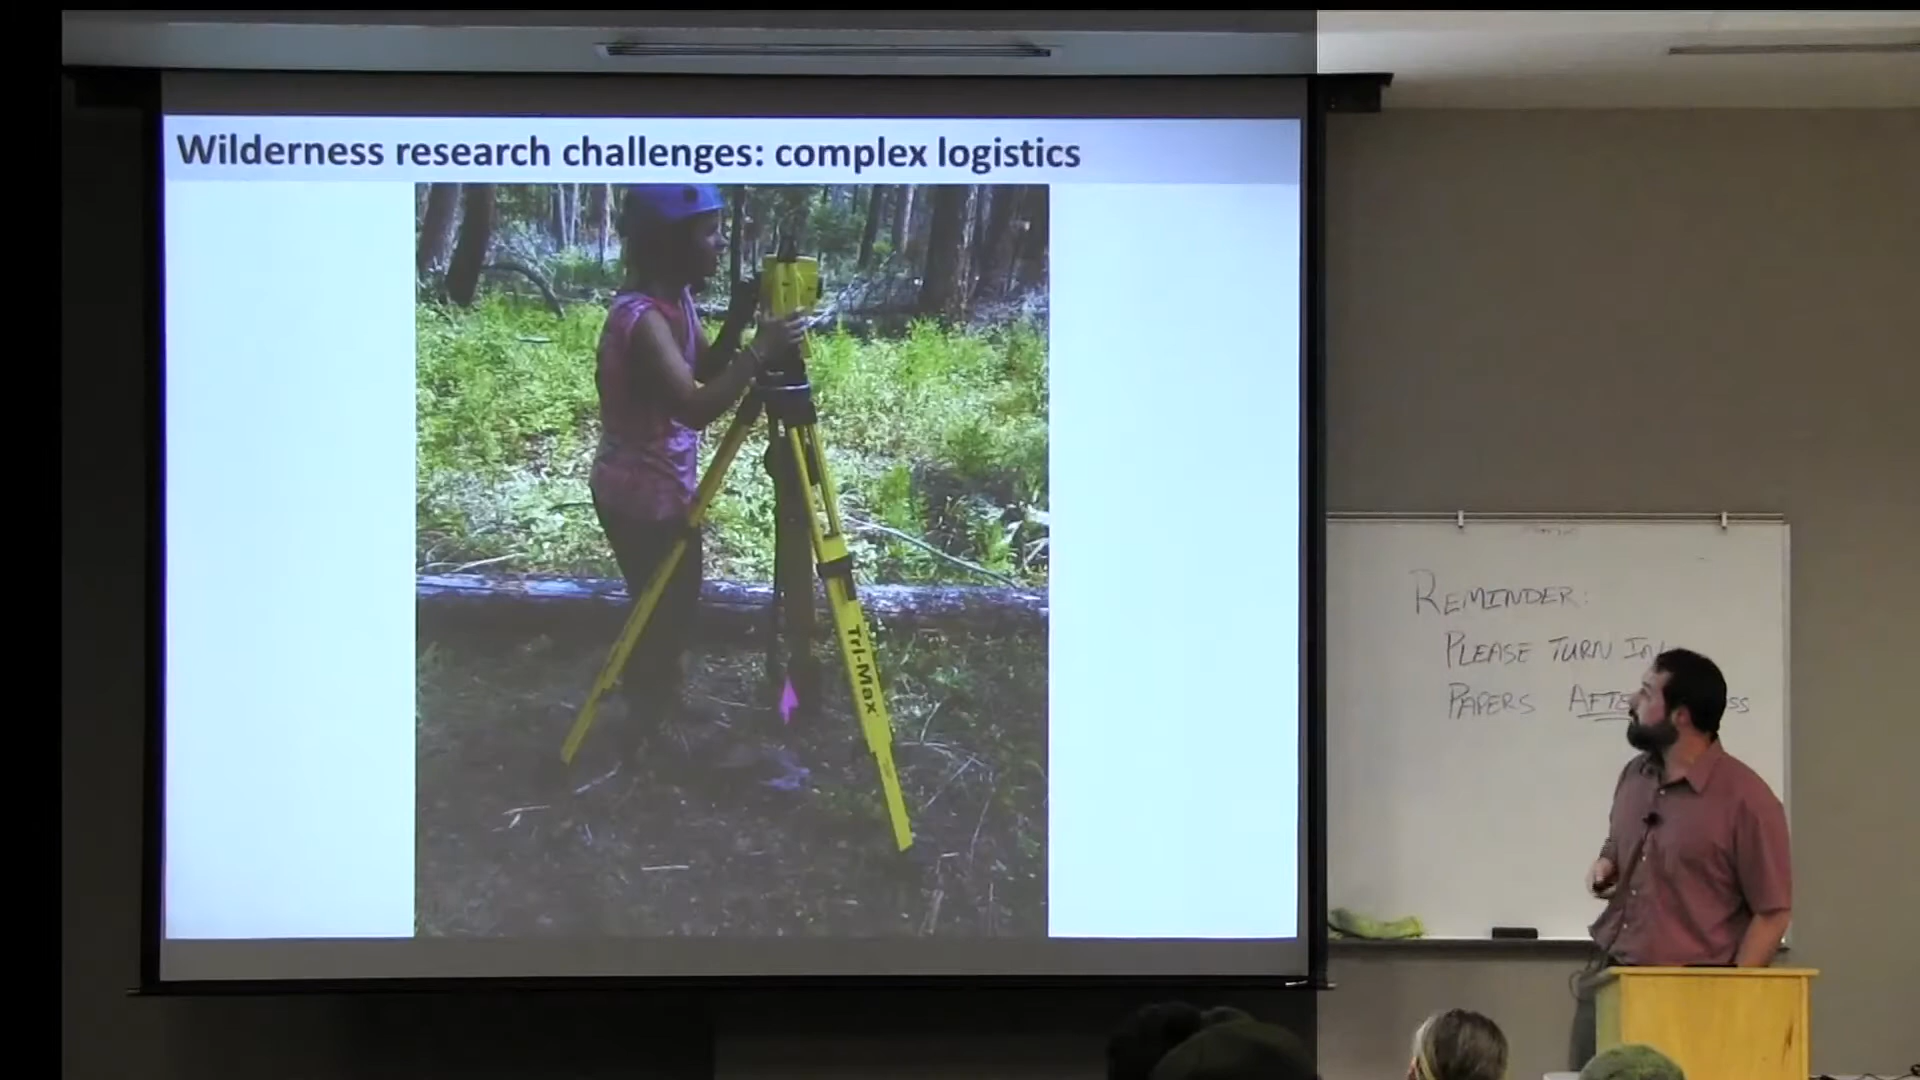 Wilderness research challenges: complex logistics
Tri-Max
REMINDER:
PLEASE TURN IN
PAPERS